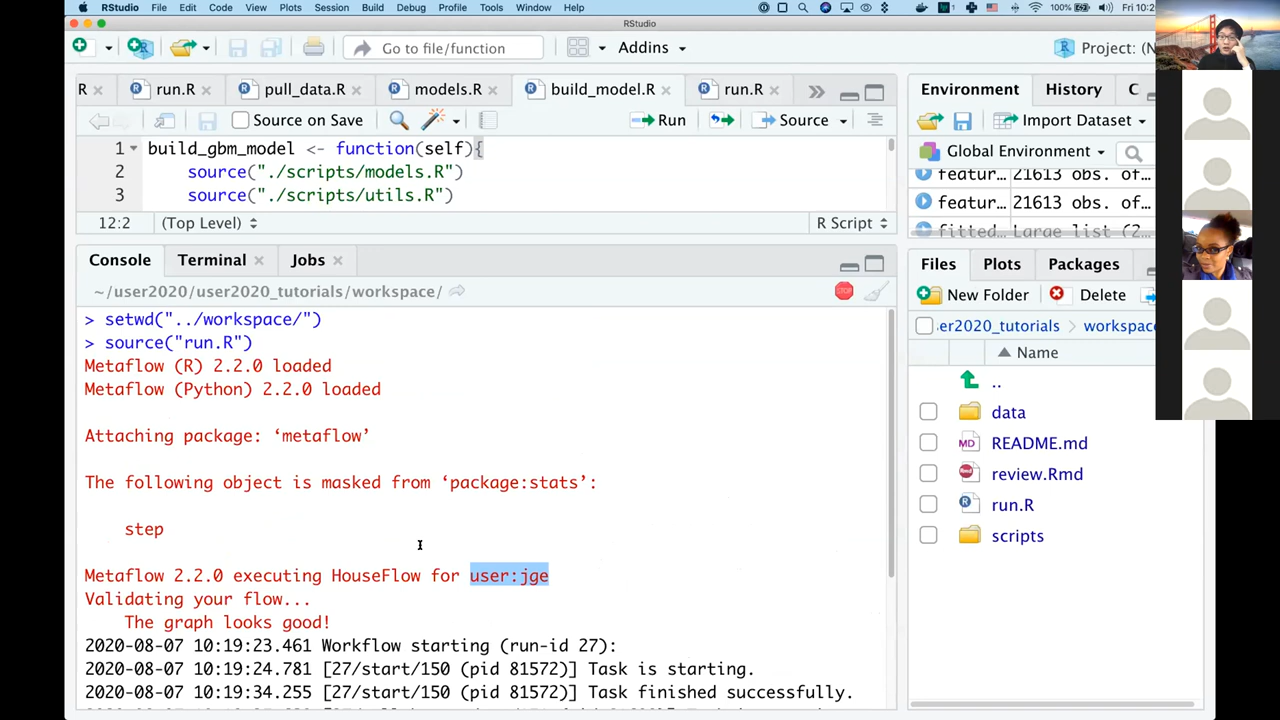 RStudio File Edit Code View Plots Session Build Debug Profile Tools Window Help 100% Fri 10:2
RStudio
Go to file/function Addins Project: (N
R run.R pull_data.R models.R build_model.R run.R
Source on Save Run Source
1 build_gbm_model <- function(self){
2 source("./scripts/models.R")
3 source("./scripts/utils.R")
12:2 (Top Level) R Script
Console Terminal Jobs
~/user2020/user2020_tutorials/workspace/
STOP
> setwd("../workspace/")
> source("run.R")
Metaflow (R) 2.2.0 loaded
Metaflow (Python) 2.2.0 loaded
Attaching package: ‘metaflow’
The following object is masked from ‘package:stats’:
step
Metaflow 2.2.0 executing HouseFlow for user:jge
Validating your flow...
The graph looks good!
2020-08-07 10:19:23.461 Workflow starting (run-id 27):
2020-08-07 10:19:24.781 [27/start/150 (pid 81572)] Task is starting.
2020-08-07 10:19:34.255 [27/start/150 (pid 81572)] Task finished successfully.
Environment History C
Import Dataset
Global Environment
featur… 21613 obs. of…
featur… 21613 obs. of…
fitted… Large list (2…
Files Plots Packages
New Folder Delete
er2020_tutorials workspac
Name
..
data
README.md
review.Rmd
run.R
scripts